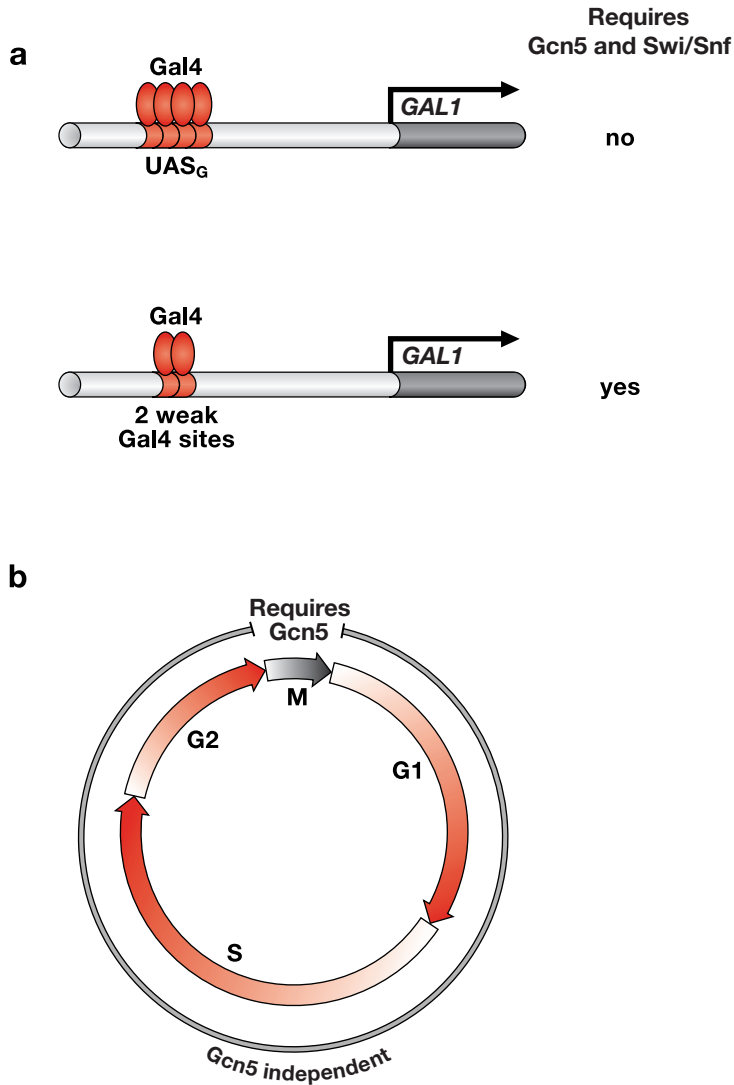 Requires
Gcn5 and Swi/Snf
a
Gal4
GAL1
UASG
no
Gal4
GAL1
2 weak
Gal4 sites
yes
b
Requires
Gcn5
M
G2
G1
S
Gcn5 independent